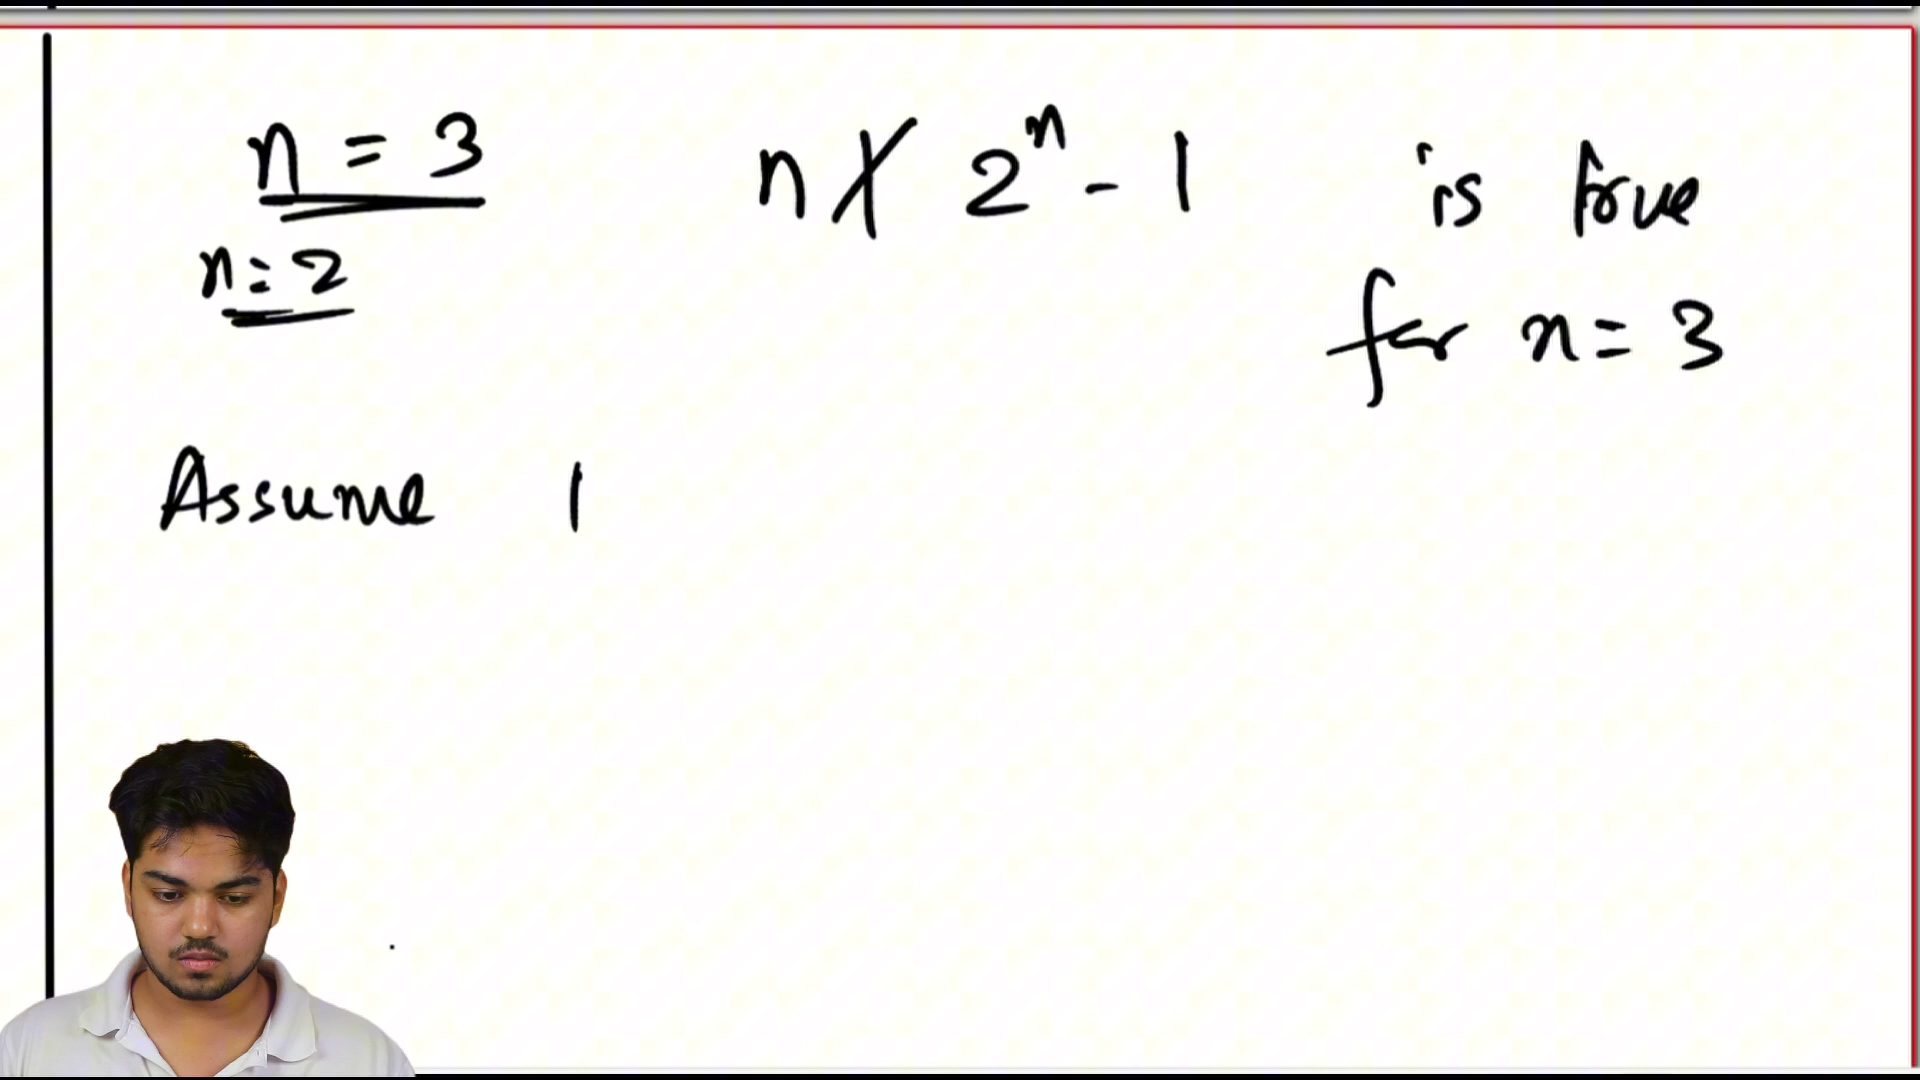 n = 3 n ∤ 2ⁿ - 1 is true
n = 2 for n = 3
Assume